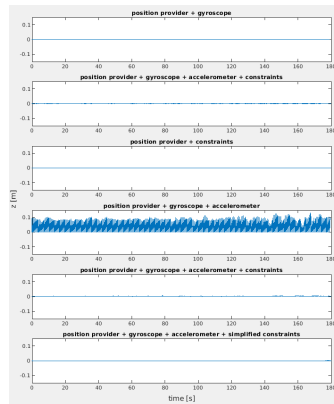 position provider + gyroscope
0.1
0
-0.1
0 20 40 60 80 100 120 140 160 180
position provider + gyroscope + accelerometer + constraints
0.1
0
-0.1
0 20 40 60 80 100 120 140 160 180
position provider + constraints
0.1
0
-0.1
0 20 40 60 80 100 120 140 160 180
z [m]
position provider + gyroscope + accelerometer
0.1
0
-0.1
0 20 40 60 80 100 120 140 160 180
position provider + gyroscope + accelerometer + constraints
0.1
0
-0.1
0 20 40 60 80 100 120 140 160 180
position provider + gyroscope + accelerometer + simplified constraints
0.1
0
-0.1
0 20 40 60 80 100 120 140 160 180
time [s]